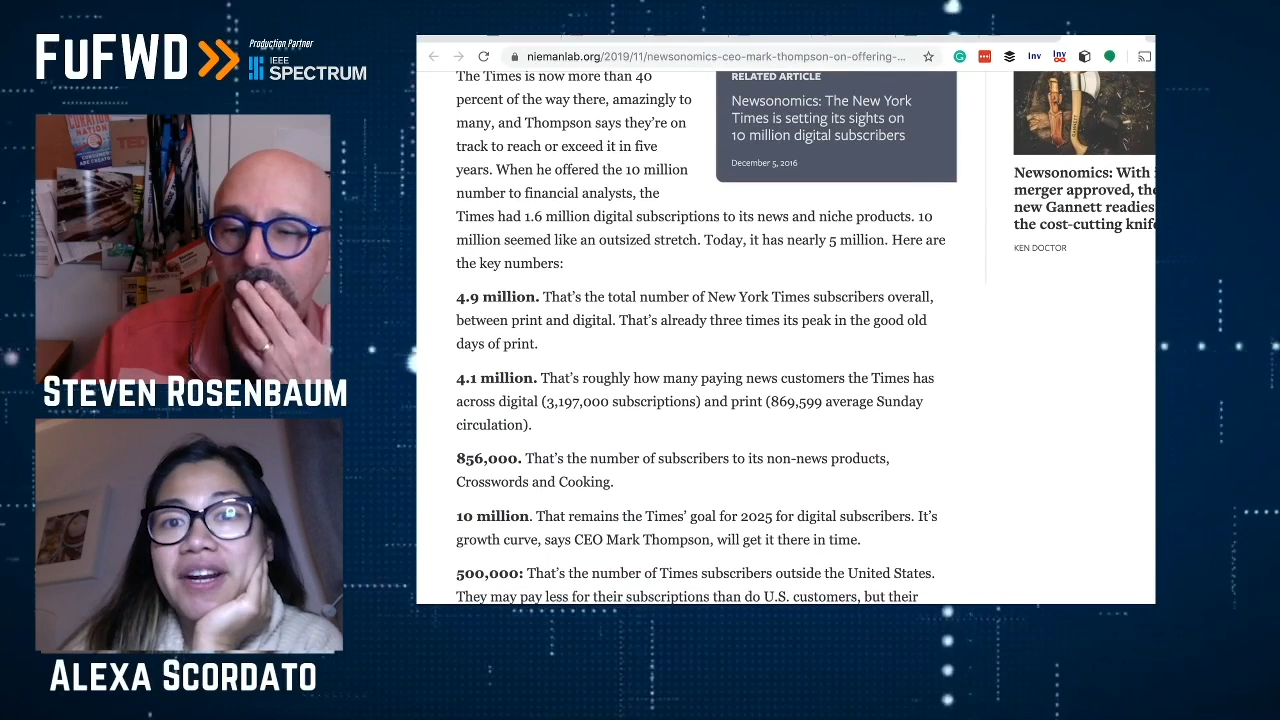 FUFWD
Production Partner
IEEE
SPECTRUM
CURATION
NATION
TED
STEVEN ROSENBAUM
ALEXA SCORDATO
niemanlab.org/2019/11/newsonomics-ceo-mark-thompson-on-offering-...
Inv
Inv
The Times is now more than 40
percent of the way there, amazingly to
many, and Thompson says they're on
track to reach or exceed it in five
years. When he offered the 10 million
number to financial analysts, the
Times had 1.6 million digital subscriptions to its news and niche products. 10
million seemed like an outsized stretch. Today, it has nearly 5 million. Here are
the key numbers:
4.9 million. That's the total number of New York Times subscribers overall,
between print and digital. That's already three times its peak in the good old
days of print.
4.1 million. That's roughly how many paying news customers the Times has
across digital (3,197,000 subscriptions) and print (869,599 average Sunday
circulation).
856,000. That's the number of subscribers to its non-news products,
Crosswords and Cooking.
10 million. That remains the Times' goal for 2025 for digital subscribers. It's
growth curve, says CEO Mark Thompson, will get it there in time.
500,000: That's the number of Times subscribers outside the United States.
They may pay less for their subscriptions than do U.S. customers, but their
RELATED ARTICLE
Newsonomics: The New York
Times is setting its sights on
10 million digital subscribers
December 5, 2016
Newsonomics: With
merger approved, the
new Gannett readies
the cost-cutting knife
KEN DOCTOR